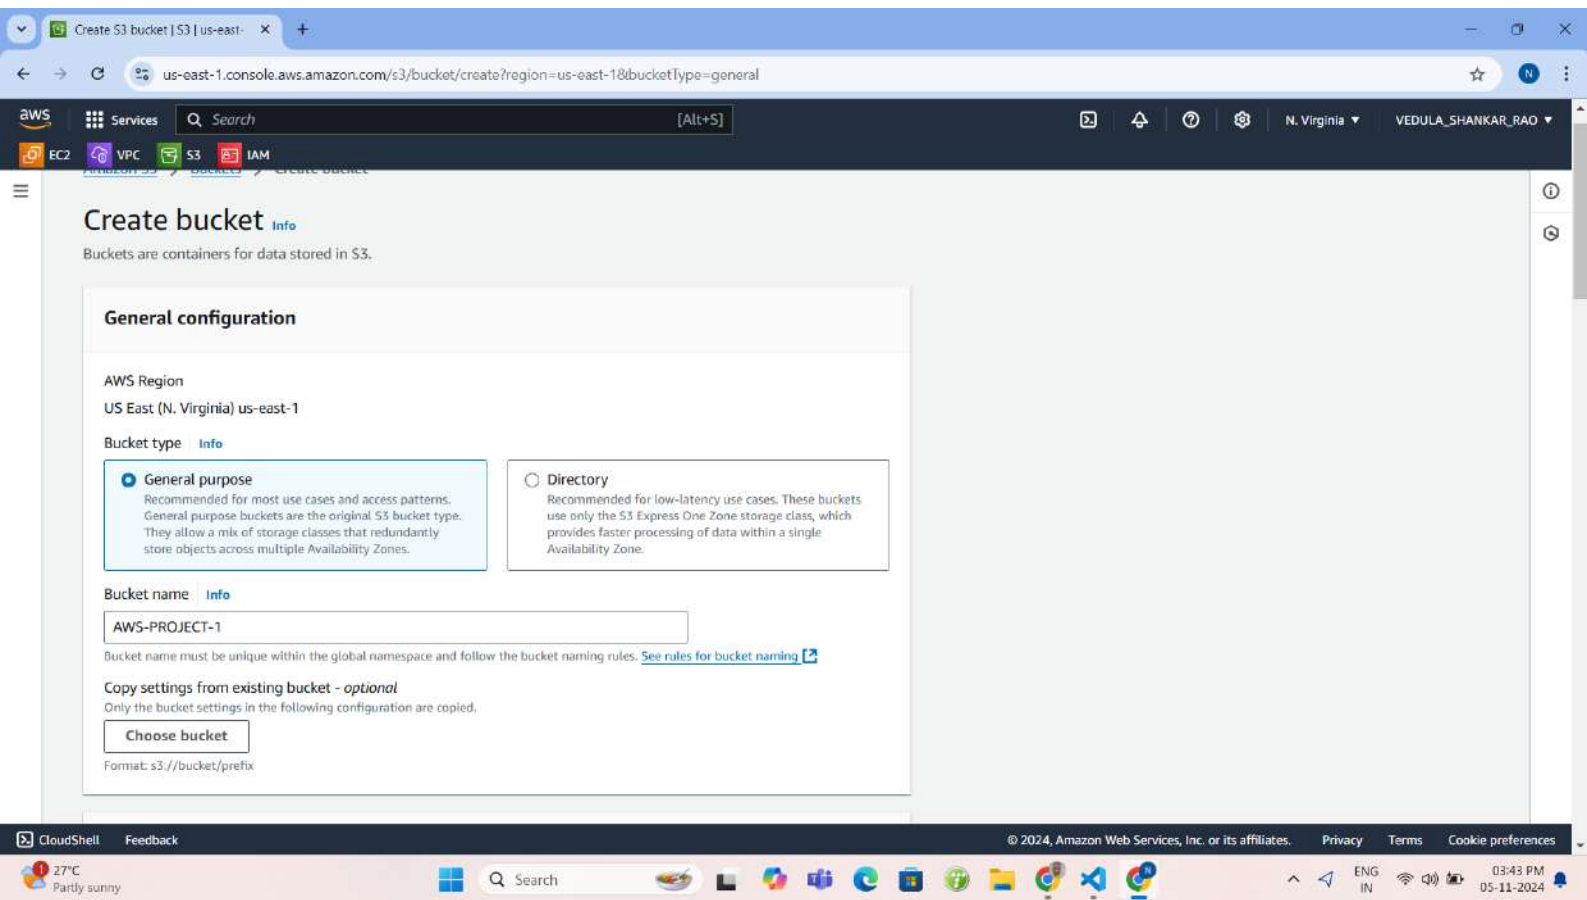 Create S3 bucket | S3 | us-east-
us-east-1.console.aws.amazon.com/s3/bucket/create?region=us-east-1&bucketType=general
N
aws
Services
Search
[Alt+S]
N. Virginia
VEDULA_SHANKAR_RAO
EC2
VPC
S3
IAM
Amazon S3 > Buckets > Create bucket
Create bucket Info
Buckets are containers for data stored in S3.
General configuration
AWS Region
US East (N. Virginia) us-east-1
Bucket type Info
General purpose
Recommended for most use cases and access patterns.
General purpose buckets are the original S3 bucket type.
They allow a mix of storage classes that redundantly
store objects across multiple Availability Zones.
Directory
Recommended for low-latency use cases. These buckets
use only the S3 Express One Zone storage class, which
provides faster processing of data within a single
Availability Zone.
Bucket name Info
AWS-PROJECT-1
Bucket name must be unique within the global namespace and follow the bucket naming rules. See rules for bucket naming
Copy settings from existing bucket - optional
Only the bucket settings in the following configuration are copied.
Choose bucket
Format: s3://bucket/prefix
CloudShell
Feedback
© 2024, Amazon Web Services, Inc. or its affiliates.
Privacy
Terms
Cookie preferences
1
27°C
Partly sunny
Search
ENG
IN
03:43 PM
05-11-2024